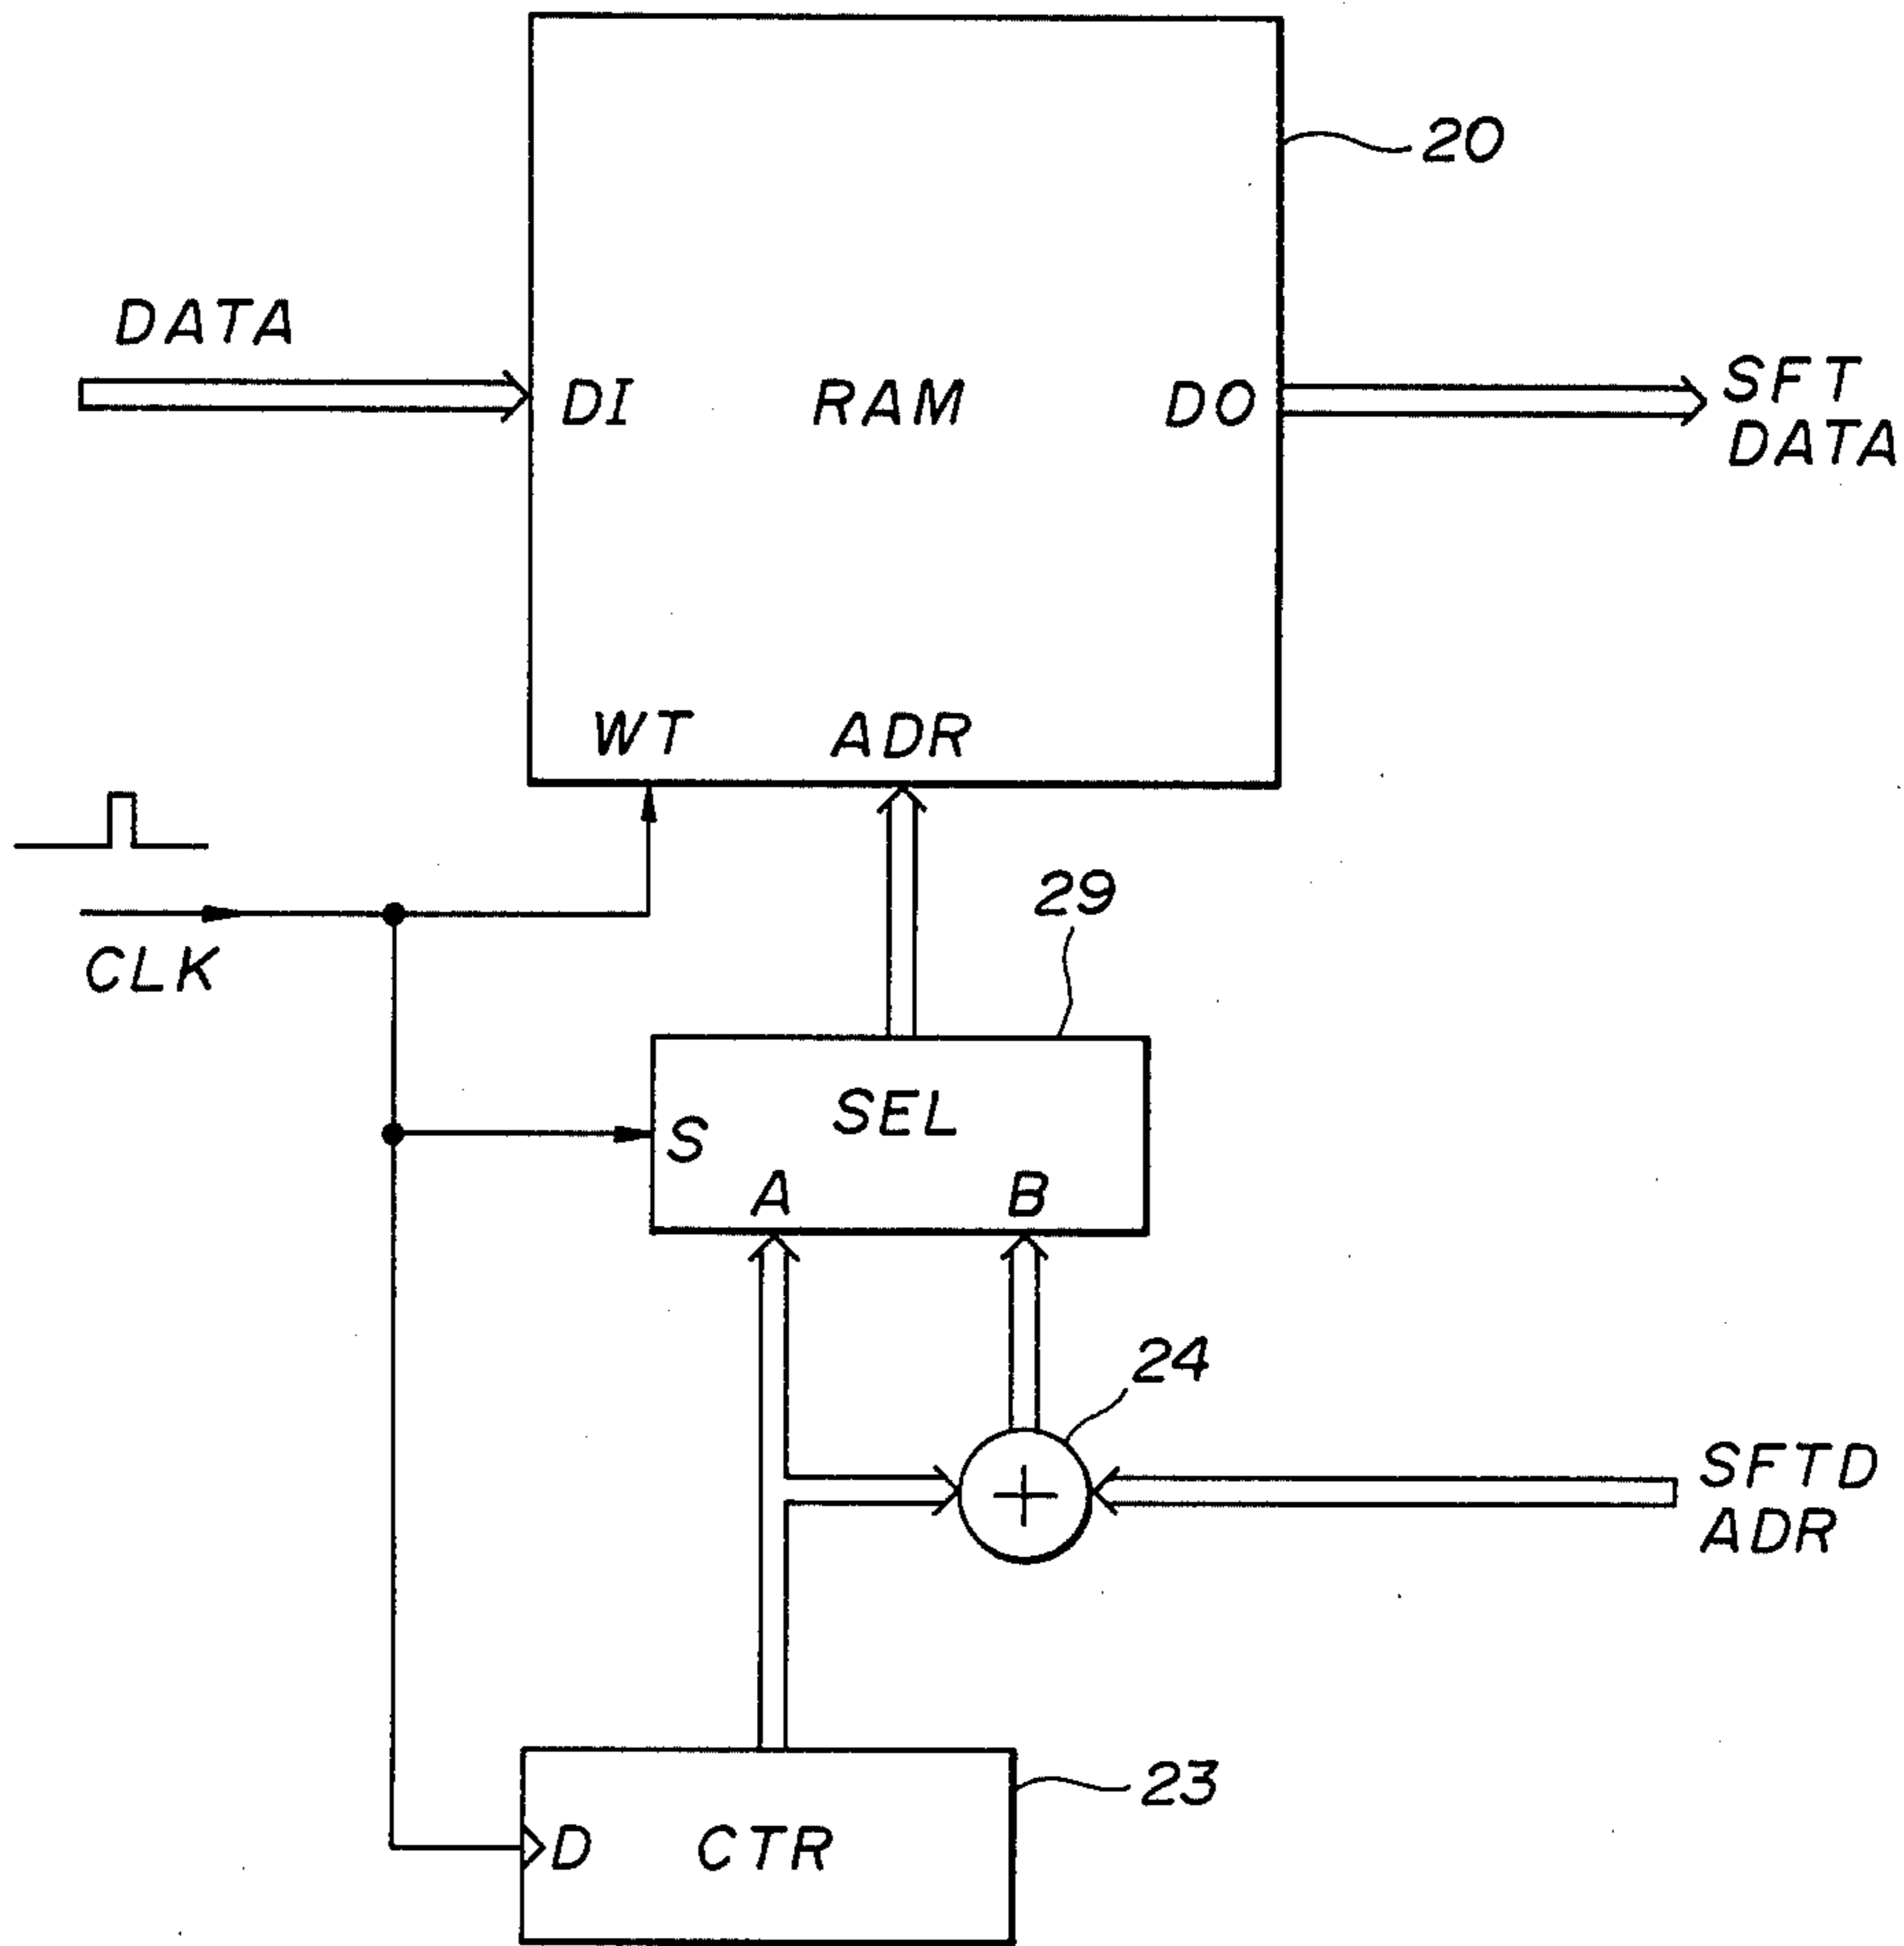 20
DATA
DI RAM DO
SFT
DATA
WT ADR
29
CLK
SEL
S
A B
24
SFTD
ADR
23
D CTR